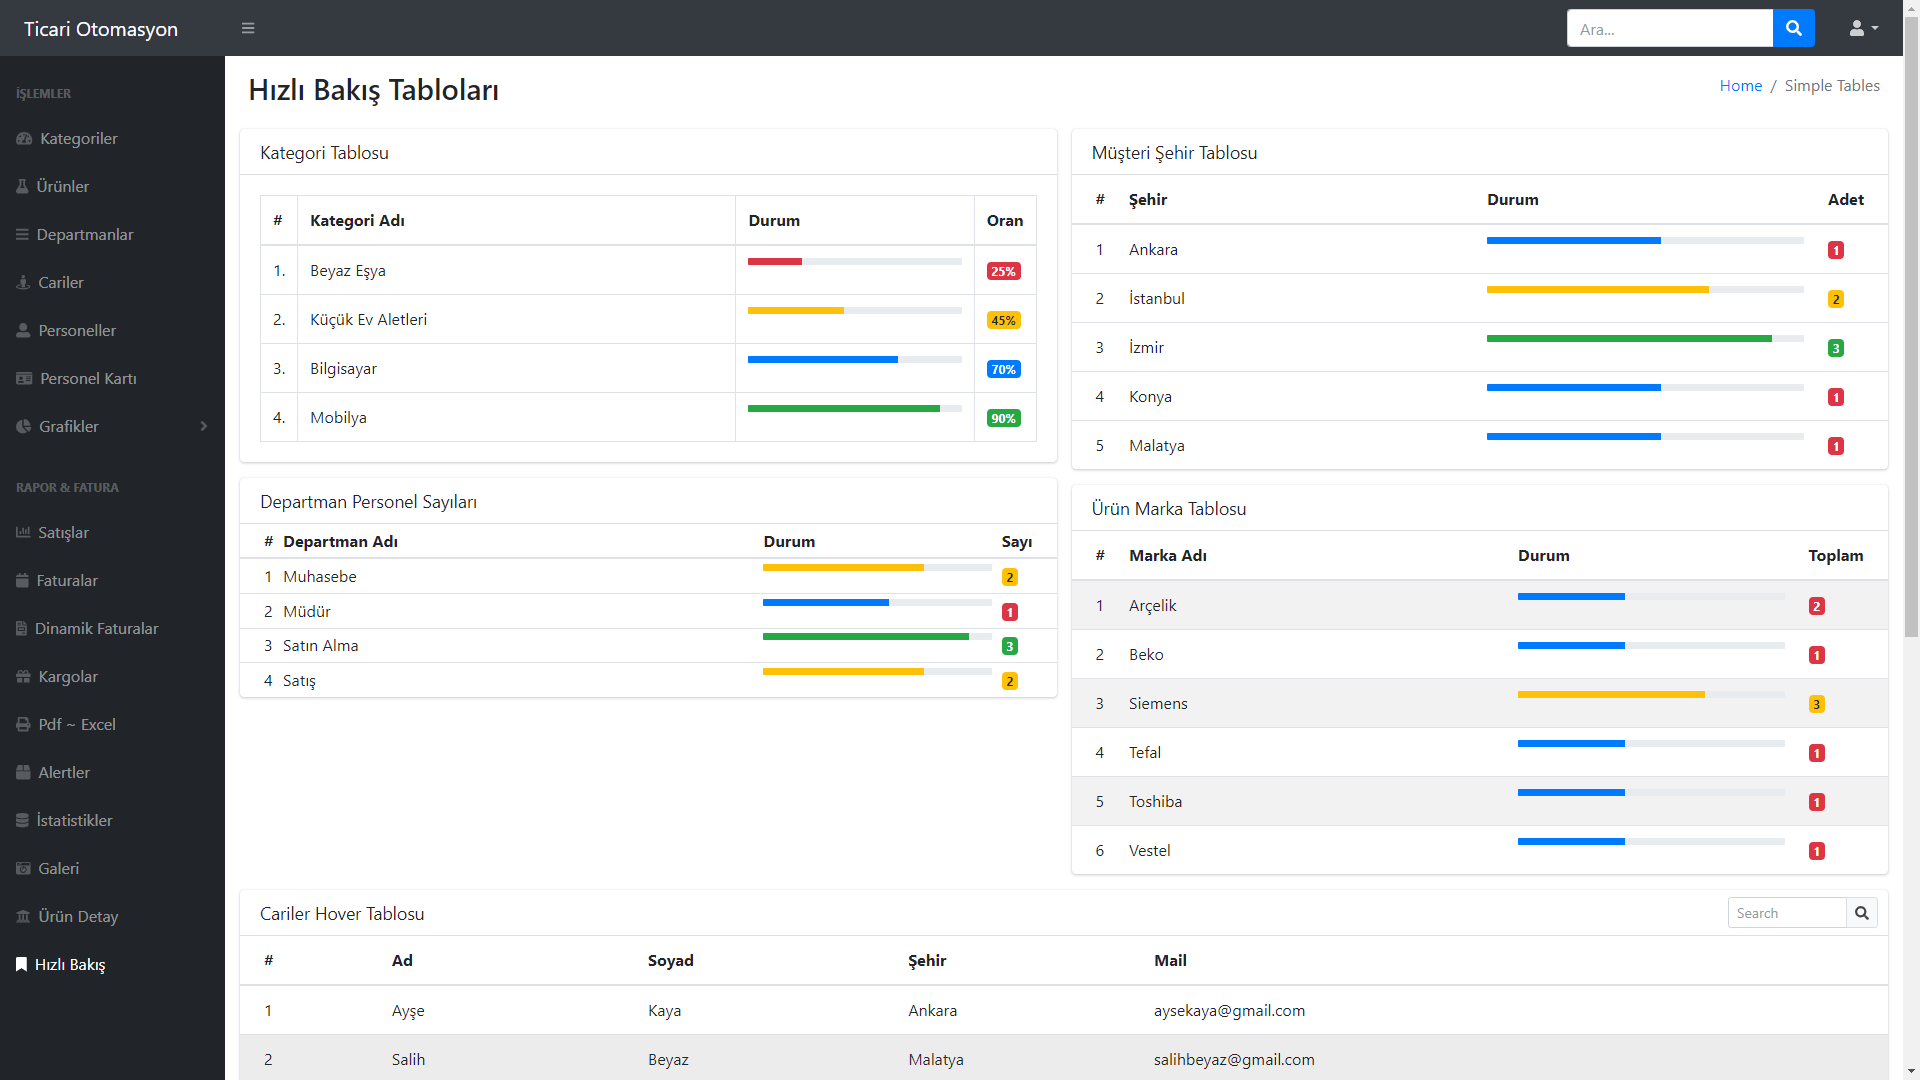 Ticari Otomasyon
Ara...
İŞLEMLER
Kategoriler
Ürünler
Departmanlar
Cariler
Personeller
Personel Kartı
Grafikler
RAPOR & FATURA
Satışlar
Faturalar
Dinamik Faturalar
Kargolar
Pdf ~ Excel
Alertler
İstatistikler
Galeri
Ürün Detay
Hızlı Bakış
Hızlı Bakış Tabloları
Home / Simple Tables
Kategori Tablosu
# Kategori Adı Durum Oran
1. Beyaz Eşya 25%
2. Küçük Ev Aletleri 45%
3. Bilgisayar 70%
4. Mobilya 90%
Müşteri Şehir Tablosu
# Şehir Durum Adet
1 Ankara 1
2 İstanbul 2
3 İzmir 3
4 Konya 1
5 Malatya 1
Departman Personel Sayıları
# Departman Adı Durum Sayı
1 Muhasebe 2
2 Müdür 1
3 Satın Alma 3
4 Satış 2
Ürün Marka Tablosu
# Marka Adı Durum Toplam
1 Arçelik 2
2 Beko 1
3 Siemens 3
4 Tefal 1
5 Toshiba 1
6 Vestel 1
Cariler Hover Tablosu
Search
# Ad Soyad Şehir Mail
1 Ayşe Kaya Ankara aysekaya@gmail.com
2 Salih Beyaz Malatya salihbeyaz@gmail.com